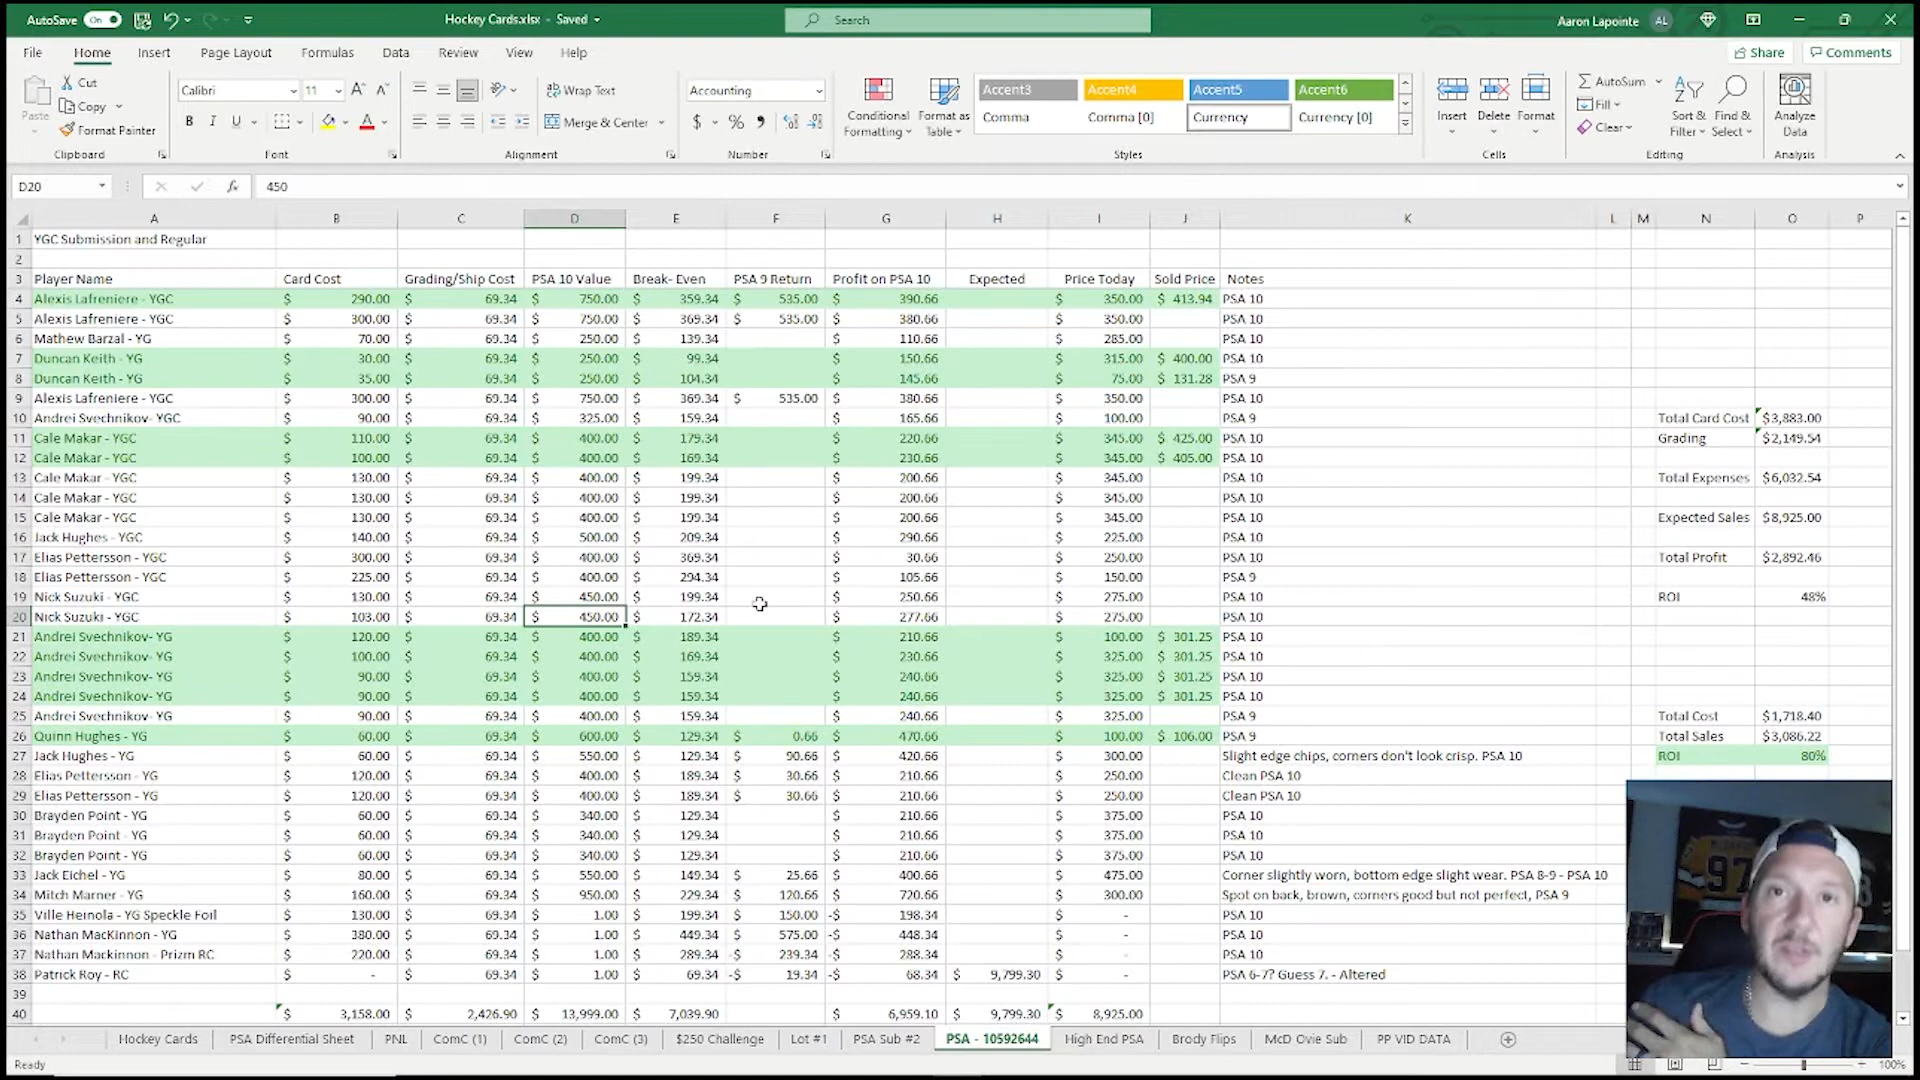 AutoSave On Hockey Cards.xlsx - Saved Search Aaron Lapointe AL
File Home Insert Page Layout Formulas Data Review View Help Share Comments
Paste Cut Copy Format Painter Clipboard
Calibri 11 B I U Font
Wrap Text Merge & Center Alignment
Accounting $ % Number
Conditional Formatting Format as Table
Accent3 Accent4 Accent5 Accent6
Comma Comma [0] Currency Currency [0] Styles
Insert Delete Format Cells
AutoSum Fill Clear Sort & Filter Find & Select Editing
Analyze Data Analysis
D20 fx 450
A B C D E F G H I J K L M N O P
1 YGC Submission and Regular
2
3 Player Name Card Cost Grading/Ship Cost PSA 10 Value Break- Even PSA 9 Return Profit on PSA 10 Expected Price Today Sold Price Notes
4 Alexis Lafreniere - YGC $ 290.00 $ 69.34 $ 750.00 $ 359.34 $ 535.00 $ 390.66 $ 350.00 $ 413.94 PSA 10
5 Alexis Lafreniere - YGC $ 300.00 $ 69.34 $ 750.00 $ 369.34 $ 535.00 $ 380.66 $ 350.00 PSA 10
6 Mathew Barzal - YG $ 70.00 $ 69.34 $ 250.00 $ 139.34 $ 110.66 $ 285.00 PSA 10
7 Duncan Keith - YG $ 30.00 $ 69.34 $ 250.00 $ 99.34 $ 150.66 $ 315.00 $ 400.00 PSA 10
8 Duncan Keith - YG $ 35.00 $ 69.34 $ 250.00 $ 104.34 $ 145.66 $ 75.00 $ 131.28 PSA 9
9 Alexis Lafreniere - YGC $ 300.00 $ 69.34 $ 750.00 $ 369.34 $ 535.00 $ 380.66 $ 350.00 PSA 10
10 Andrei Svechnikov- YGC $ 90.00 $ 69.34 $ 325.00 $ 159.34 $ 165.66 $ 100.00 PSA 9 Total Card Cost $3,883.00
11 Cale Makar - YGC $ 110.00 $ 69.34 $ 400.00 $ 179.34 $ 220.66 $ 345.00 $ 425.00 PSA 10 Grading $2,149.54
12 Cale Makar - YGC $ 100.00 $ 69.34 $ 400.00 $ 169.34 $ 230.66 $ 345.00 $ 405.00 PSA 10
13 Cale Makar - YGC $ 130.00 $ 69.34 $ 400.00 $ 199.34 $ 200.66 $ 345.00 PSA 10 Total Expenses $6,032.54
14 Cale Makar - YGC $ 130.00 $ 69.34 $ 400.00 $ 199.34 $ 200.66 $ 345.00 PSA 10
15 Cale Makar - YGC $ 130.00 $ 69.34 $ 400.00 $ 199.34 $ 200.66 $ 345.00 PSA 10 Expected Sales $8,925.00
16 Jack Hughes - YGC $ 140.00 $ 69.34 $ 500.00 $ 209.34 $ 290.66 $ 225.00 PSA 10
17 Elias Pettersson - YGC $ 300.00 $ 69.34 $ 400.00 $ 369.34 $ 30.66 $ 250.00 PSA 10 Total Profit $2,892.46
18 Elias Pettersson - YGC $ 225.00 $ 69.34 $ 400.00 $ 294.34 $ 105.66 $ 150.00 PSA 9
19 Nick Suzuki - YGC $ 130.00 $ 69.34 $ 450.00 $ 199.34 $ 250.66 $ 275.00 PSA 10 ROI 48%
20 Nick Suzuki - YGC $ 103.00 $ 69.34 $ 450.00 $ 172.34 $ 277.66 $ 275.00 PSA 10
21 Andrei Svechnikov- YG $ 120.00 $ 69.34 $ 400.00 $ 189.34 $ 210.66 $ 100.00 $ 301.25 PSA 10
22 Andrei Svechnikov- YG $ 100.00 $ 69.34 $ 400.00 $ 169.34 $ 230.66 $ 325.00 $ 301.25 PSA 10
23 Andrei Svechnikov- YG $ 90.00 $ 69.34 $ 400.00 $ 159.34 $ 240.66 $ 325.00 $ 301.25 PSA 10
24 Andrei Svechnikov- YG $ 90.00 $ 69.34 $ 400.00 $ 159.34 $ 240.66 $ 325.00 $ 301.25 PSA 10
25 Andrei Svechnikov- YG $ 90.00 $ 69.34 $ 400.00 $ 159.34 $ 240.66 $ 325.00 PSA 9 Total Cost $1,718.40
26 Quinn Hughes - YG $ 60.00 $ 69.34 $ 600.00 $ 129.34 $ 0.66 $ 470.66 $ 100.00 $ 106.00 PSA 9 Total Sales $3,086.22
27 Jack Hughes - YG $ 60.00 $ 69.34 $ 550.00 $ 129.34 $ 90.66 $ 420.66 $ 300.00 Slight edge chips, corners don't look crisp. PSA 10 ROI 80%
28 Elias Pettersson - YG $ 120.00 $ 69.34 $ 400.00 $ 189.34 $ 30.66 $ 210.66 $ 250.00 Clean PSA 10
29 Elias Pettersson - YG $ 120.00 $ 69.34 $ 400.00 $ 189.34 $ 30.66 $ 210.66 $ 250.00 Clean PSA 10
30 Brayden Point - YG $ 60.00 $ 69.34 $ 340.00 $ 129.34 $ 210.66 $ 375.00 PSA 10
31 Brayden Point - YG $ 60.00 $ 69.34 $ 340.00 $ 129.34 $ 210.66 $ 375.00 PSA 10
32 Brayden Point - YG $ 60.00 $ 69.34 $ 340.00 $ 129.34 $ 210.66 $ 375.00 PSA 10
33 Jack Eichel - YG $ 80.00 $ 69.34 $ 550.00 $ 149.34 $ 25.66 $ 400.66 $ 475.00 Corner slightly worn, bottom edge slight wear. PSA 8-9 - PSA 10
34 Mitch Marner - YG $ 160.00 $ 69.34 $ 950.00 $ 229.34 $ 120.66 $ 720.66 $ 300.00 Spot on back, brown, corners good but not perfect, PSA 9
35 Ville Heinola - YG Speckle Foil $ 130.00 $ 69.34 $ 1.00 $ 199.34 $ 150.00 -$ 198.34 $ - PSA 10
36 Nathan MacKinnon - YG $ 380.00 $ 69.34 $ 1.00 $ 449.34 $ 575.00 -$ 448.34 $ - PSA 10
37 Nathan Mackinnon - Prizm RC $ 220.00 $ 69.34 $ 1.00 $ 289.34 -$ 239.34 -$ 288.34 $ - PSA 10
38 Patrick Roy - RC $ - $ 69.34 $ 1.00 $ 69.34 -$ 19.34 -$ 68.34 $ 9,799.30 $ - PSA 6-7? Guess 7. - Altered
39
40 $ 3,158.00 $ 2,426.90 $ 13,999.00 $ 7,039.90 $ 6,959.10 $ 9,799.30 $ 8,925.00
97
Hockey Cards PSA Differential Sheet PNL ComC (1) ComC (2) ComC (3) $250 Challenge Lot #1 PSA Sub #2 PSA - 10592644 High End PSA Brody Flips McD Ovie Sub PP VID DATA
Ready 100%